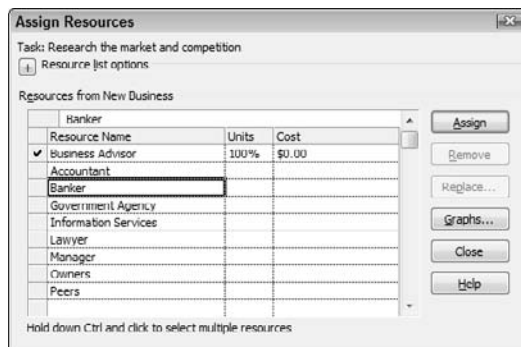 Assign Resources
Task: Research the market and competition
+ Resource list options
Resources from New Business
Banker
Resource Name Units Cost
✔ Business Advisor 100% $0.00
Accountant
Banker
Government Agency
Information Services
Lawyer
Manager
Owners
Peers
Assign
Remove
Replace...
Graphs...
Close
Help
Hold down Ctrl and click to select multiple resources